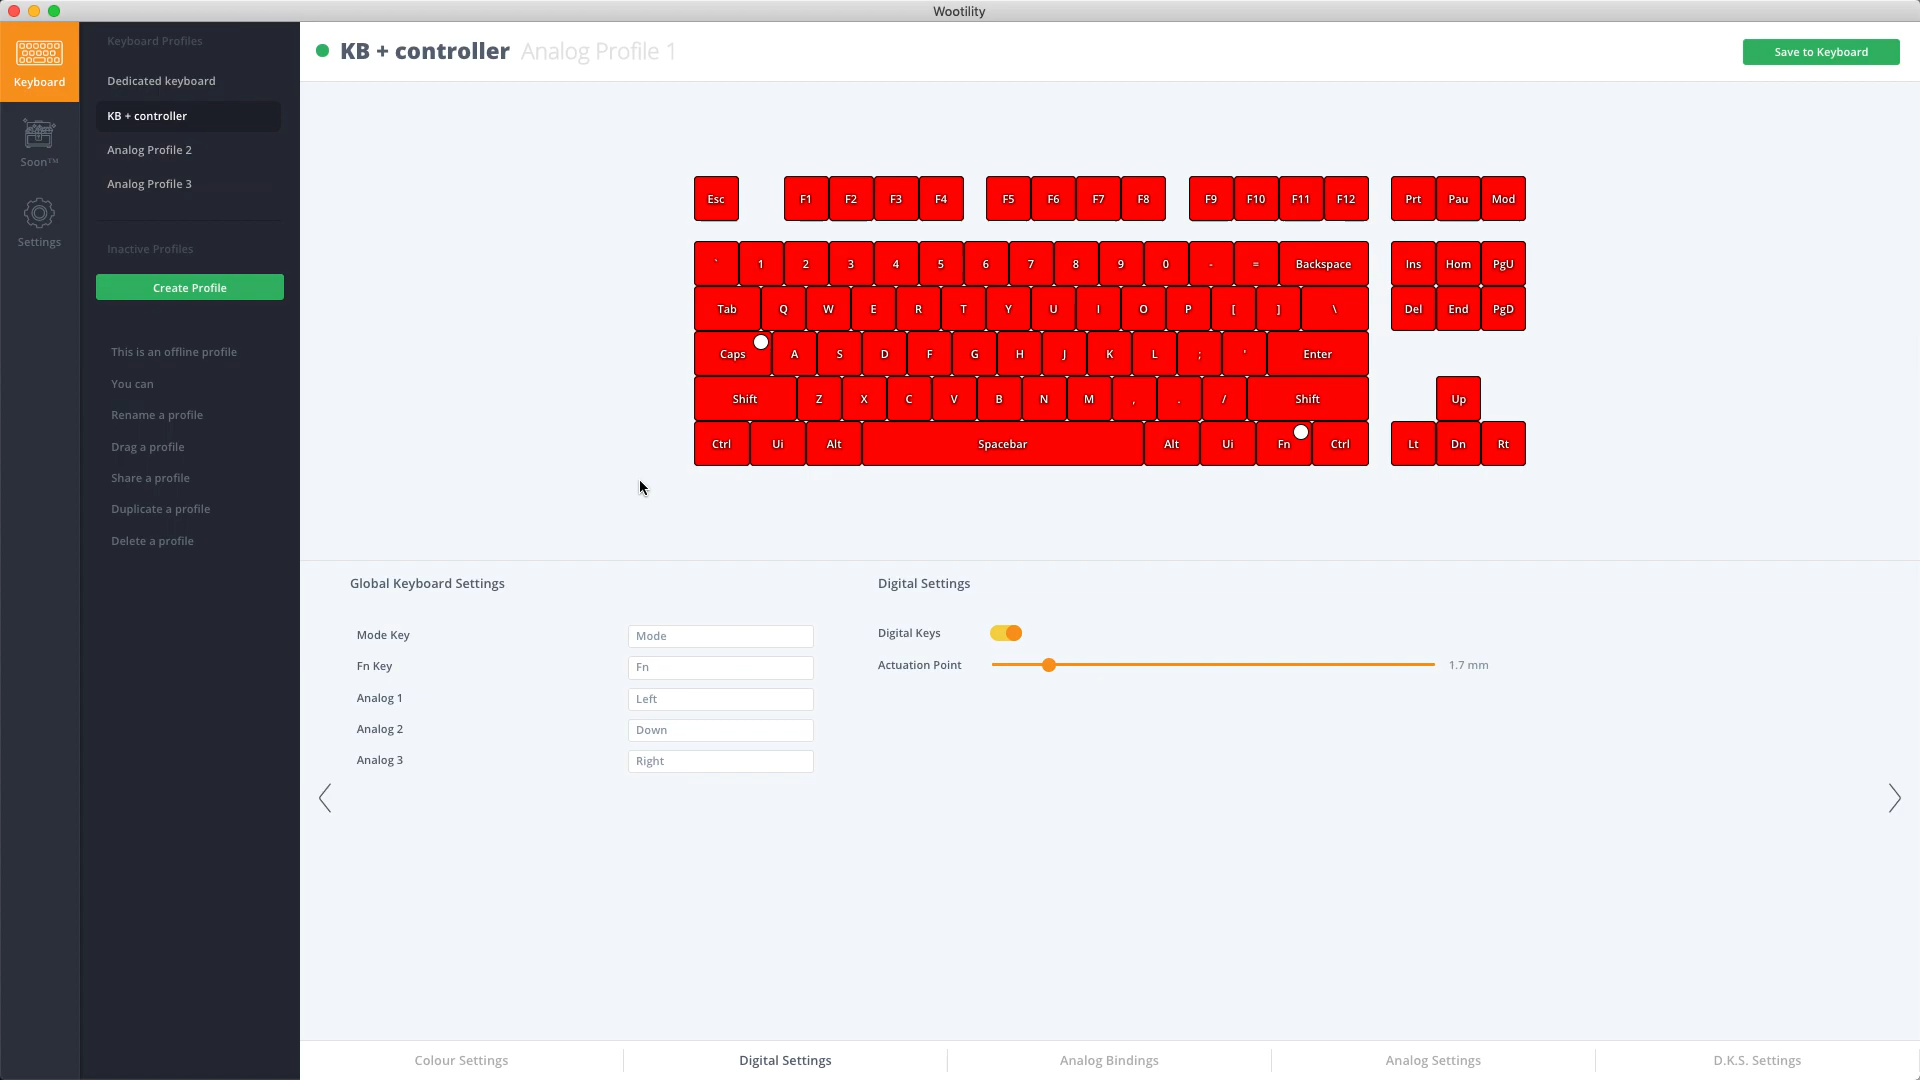 Wootility
Keyboard
Soon™
Settings
Keyboard Profiles
Dedicated keyboard
KB + controller
Analog Profile 2
Analog Profile 3
Inactive Profiles
Create Profile
This is an offline profile
You can
Rename a profile
Drag a profile
Share a profile
Duplicate a profile
Delete a profile
KB + controller Analog Profile 1
Save to Keyboard
Esc F1 F2 F3 F4 F5 F6 F7 F8 F9 F10 F11 F12 Prt Pau Mod
` 1 2 3 4 5 6 7 8 9 0 - = Backspace Ins Hom PgU
Tab Q W E R T Y U I O P [ ] \ Del End PgD
Caps A S D F G H J K L ; ' Enter
Shift Z X C V B N M , . / Shift Up
Ctrl Ui Alt Spacebar Alt Ui Fn Ctrl Lt Dn Rt
Global Keyboard Settings
Mode Key Mode
Fn Key Fn
Analog 1 Left
Analog 2 Down
Analog 3 Right
Digital Settings
Digital Keys
Actuation Point 1.7 mm
Colour Settings
Digital Settings
Analog Bindings
Analog Settings
D.K.S. Settings